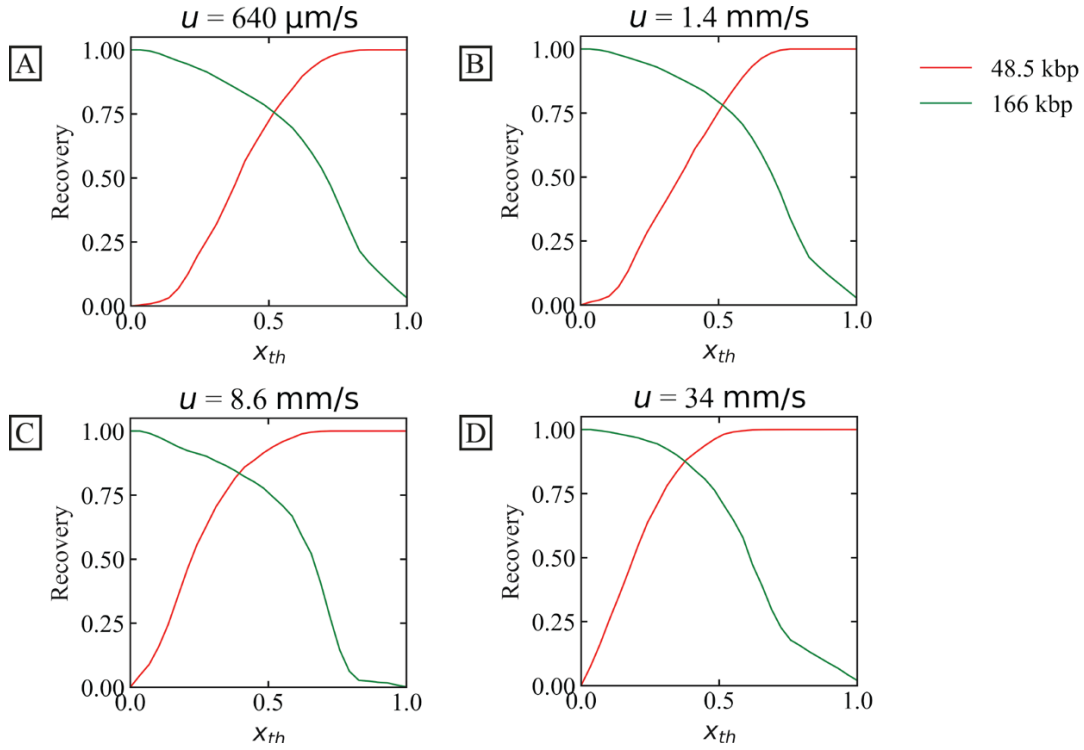 A
u = 640 μm/s
Recovery
1.00
0.75
0.50
0.25
0.00
0.0 0.5 1.0
x_th
B
u = 1.4 mm/s
Recovery
1.00
0.75
0.50
0.25
0.00
0.0 0.5 1.0
x_th
48.5 kbp
166 kbp
C
u = 8.6 mm/s
Recovery
1.00
0.75
0.50
0.25
0.00
0.0 0.5 1.0
x_th
D
u = 34 mm/s
Recovery
1.00
0.75
0.50
0.25
0.00
0.0 0.5 1.0
x_th